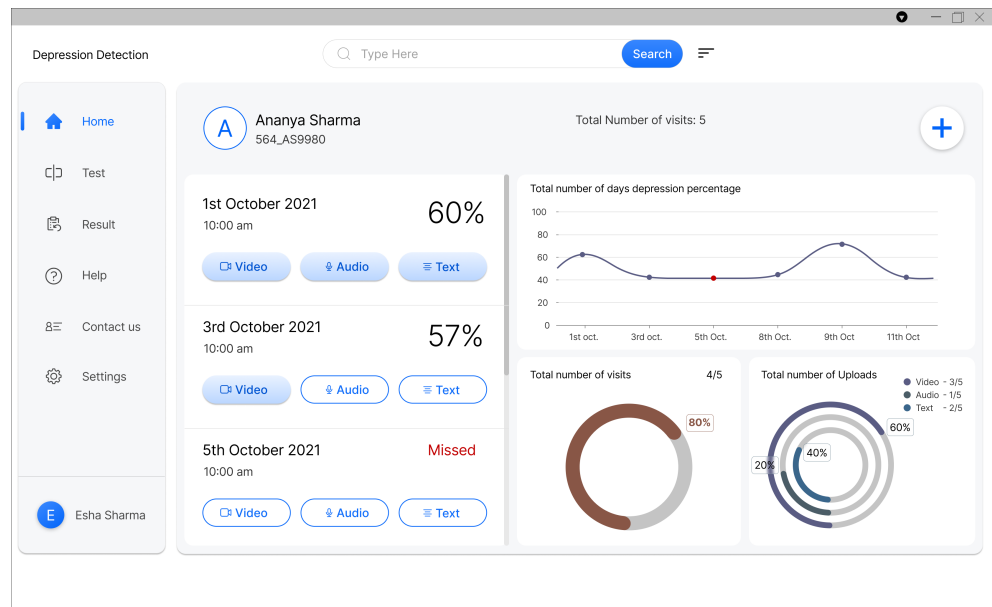 Depression Detection
Type Here
Search
Home
Test
Result
Help
Contact us
Settings
E
Esha Sharma
A
Ananya Sharma
564_AS9980
Total Number of visits: 5
1st October 2021
10:00 am
60%
Video
Audio
Text
3rd October 2021
10:00 am
57%
Video
Audio
Text
5th October 2021
10:00 am
Missed
Video
Audio
Text
Total number of days depression percentage
100
80
60
40
20
0
1st oct.
3rd oct.
5th Oct.
8th Oct.
9th Oct
11th Oct
Total number of visits
4/5
80%
Total number of Uploads
Video - 3/5
Audio - 1/5
Text - 2/5
60%
40%
20%